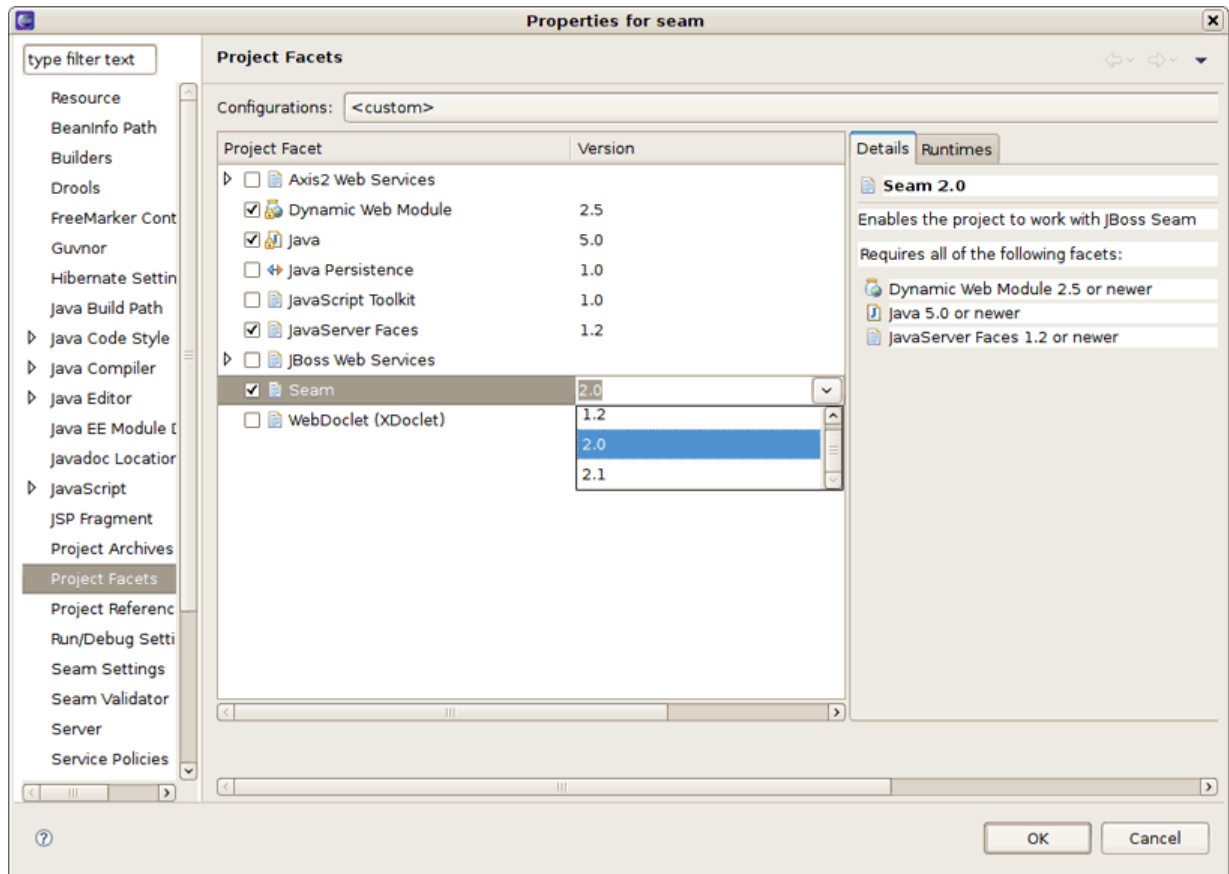 Properties for seam
type filter text
Resource
BeanInfo Path
Builders
Drools
FreeMarker Cont
Guvnor
Hibernate Settin
Java Build Path
Java Code Style
Java Compiler
Java Editor
Java EE Module D
Javadoc Location
JavaScript
JSP Fragment
Project Archives
Project Facets
Project Referenc
Run/Debug Setti
Seam Settings
Seam Validator
Server
Service Policies
Project Facets
Configurations: <custom>
Project Facet Version
Axis2 Web Services
Dynamic Web Module 2.5
Java 5.0
Java Persistence 1.0
JavaScript Toolkit 1.0
JavaServer Faces 1.2
JBoss Web Services
Seam 2.0
WebDoclet (XDoclet)
1.2
2.0
2.1
Details Runtimes
Seam 2.0
Enables the project to work with JBoss Seam
Requires all of the following facets:
Dynamic Web Module 2.5 or newer
Java 5.0 or newer
JavaServer Faces 1.2 or newer
OK Cancel